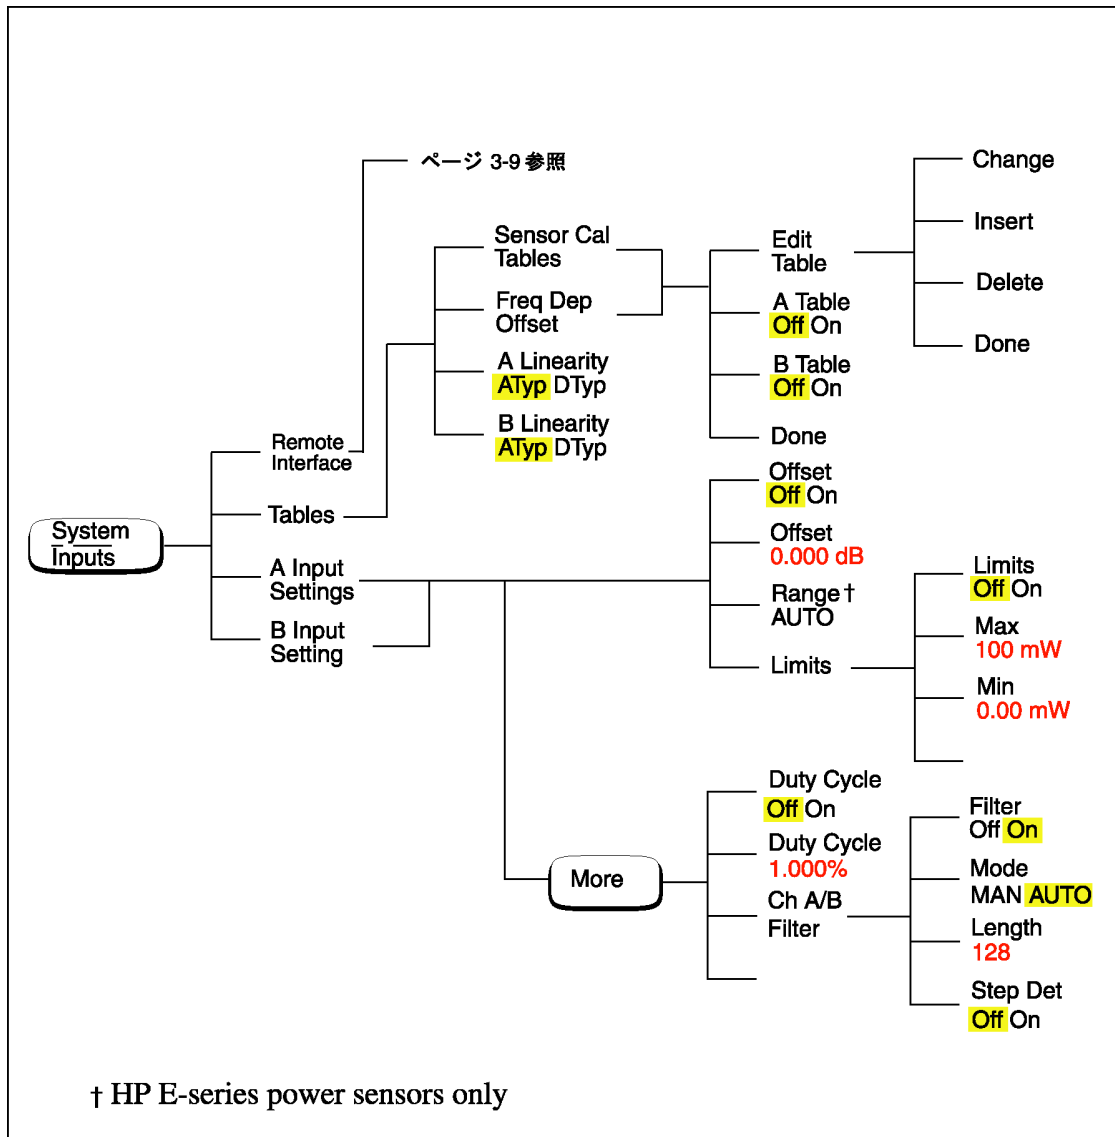 ページ 3-9 参照
Change
Insert
Delete
Done
Sensor Cal
Tables
Freq Dep
Offset
A Linearity
ATyp DTyp
B Linearity
ATyp DTyp
Edit
Table
A Table
Off On
B Table
Off On
Done
Remote
Interface
Tables
System
Inputs
A Input
Settings
B Input
Setting
Offset
Off On
Offset
0.000 dB
Range †
AUTO
Limits
Limits
Off On
Max
100 mW
Min
0.00 mW
More
Duty Cycle
Off On
Duty Cycle
1.000%
Ch A/B
Filter
Filter
Off On
Mode
MAN AUTO
Length
128
Step Det
Off On
† HP E-series power sensors only